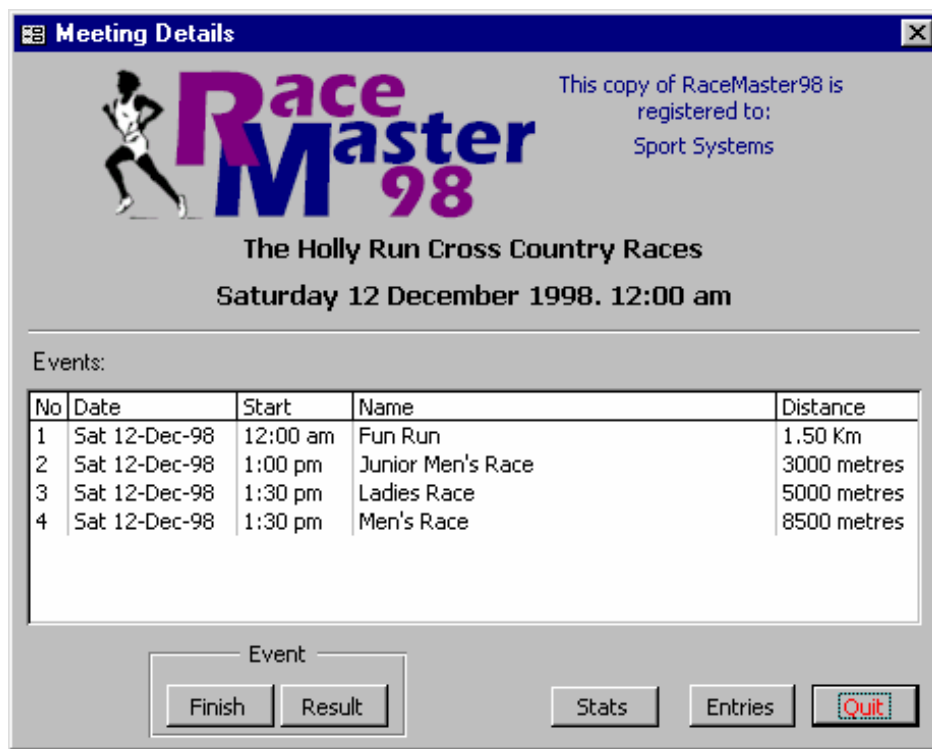 Meeting Details
Race
Master
98
This copy of RaceMaster98 is
registered to:
Sport Systems
The Holly Run Cross Country Races
Saturday 12 December 1998. 12:00 am
Events:
No Date Start Name Distance
1 Sat 12-Dec-98 12:00 am Fun Run 1.50 Km
2 Sat 12-Dec-98 1:00 pm Junior Men's Race 3000 metres
3 Sat 12-Dec-98 1:30 pm Ladies Race 5000 metres
4 Sat 12-Dec-98 1:30 pm Men's Race 8500 metres
Event
Finish Result Stats Entries Quit